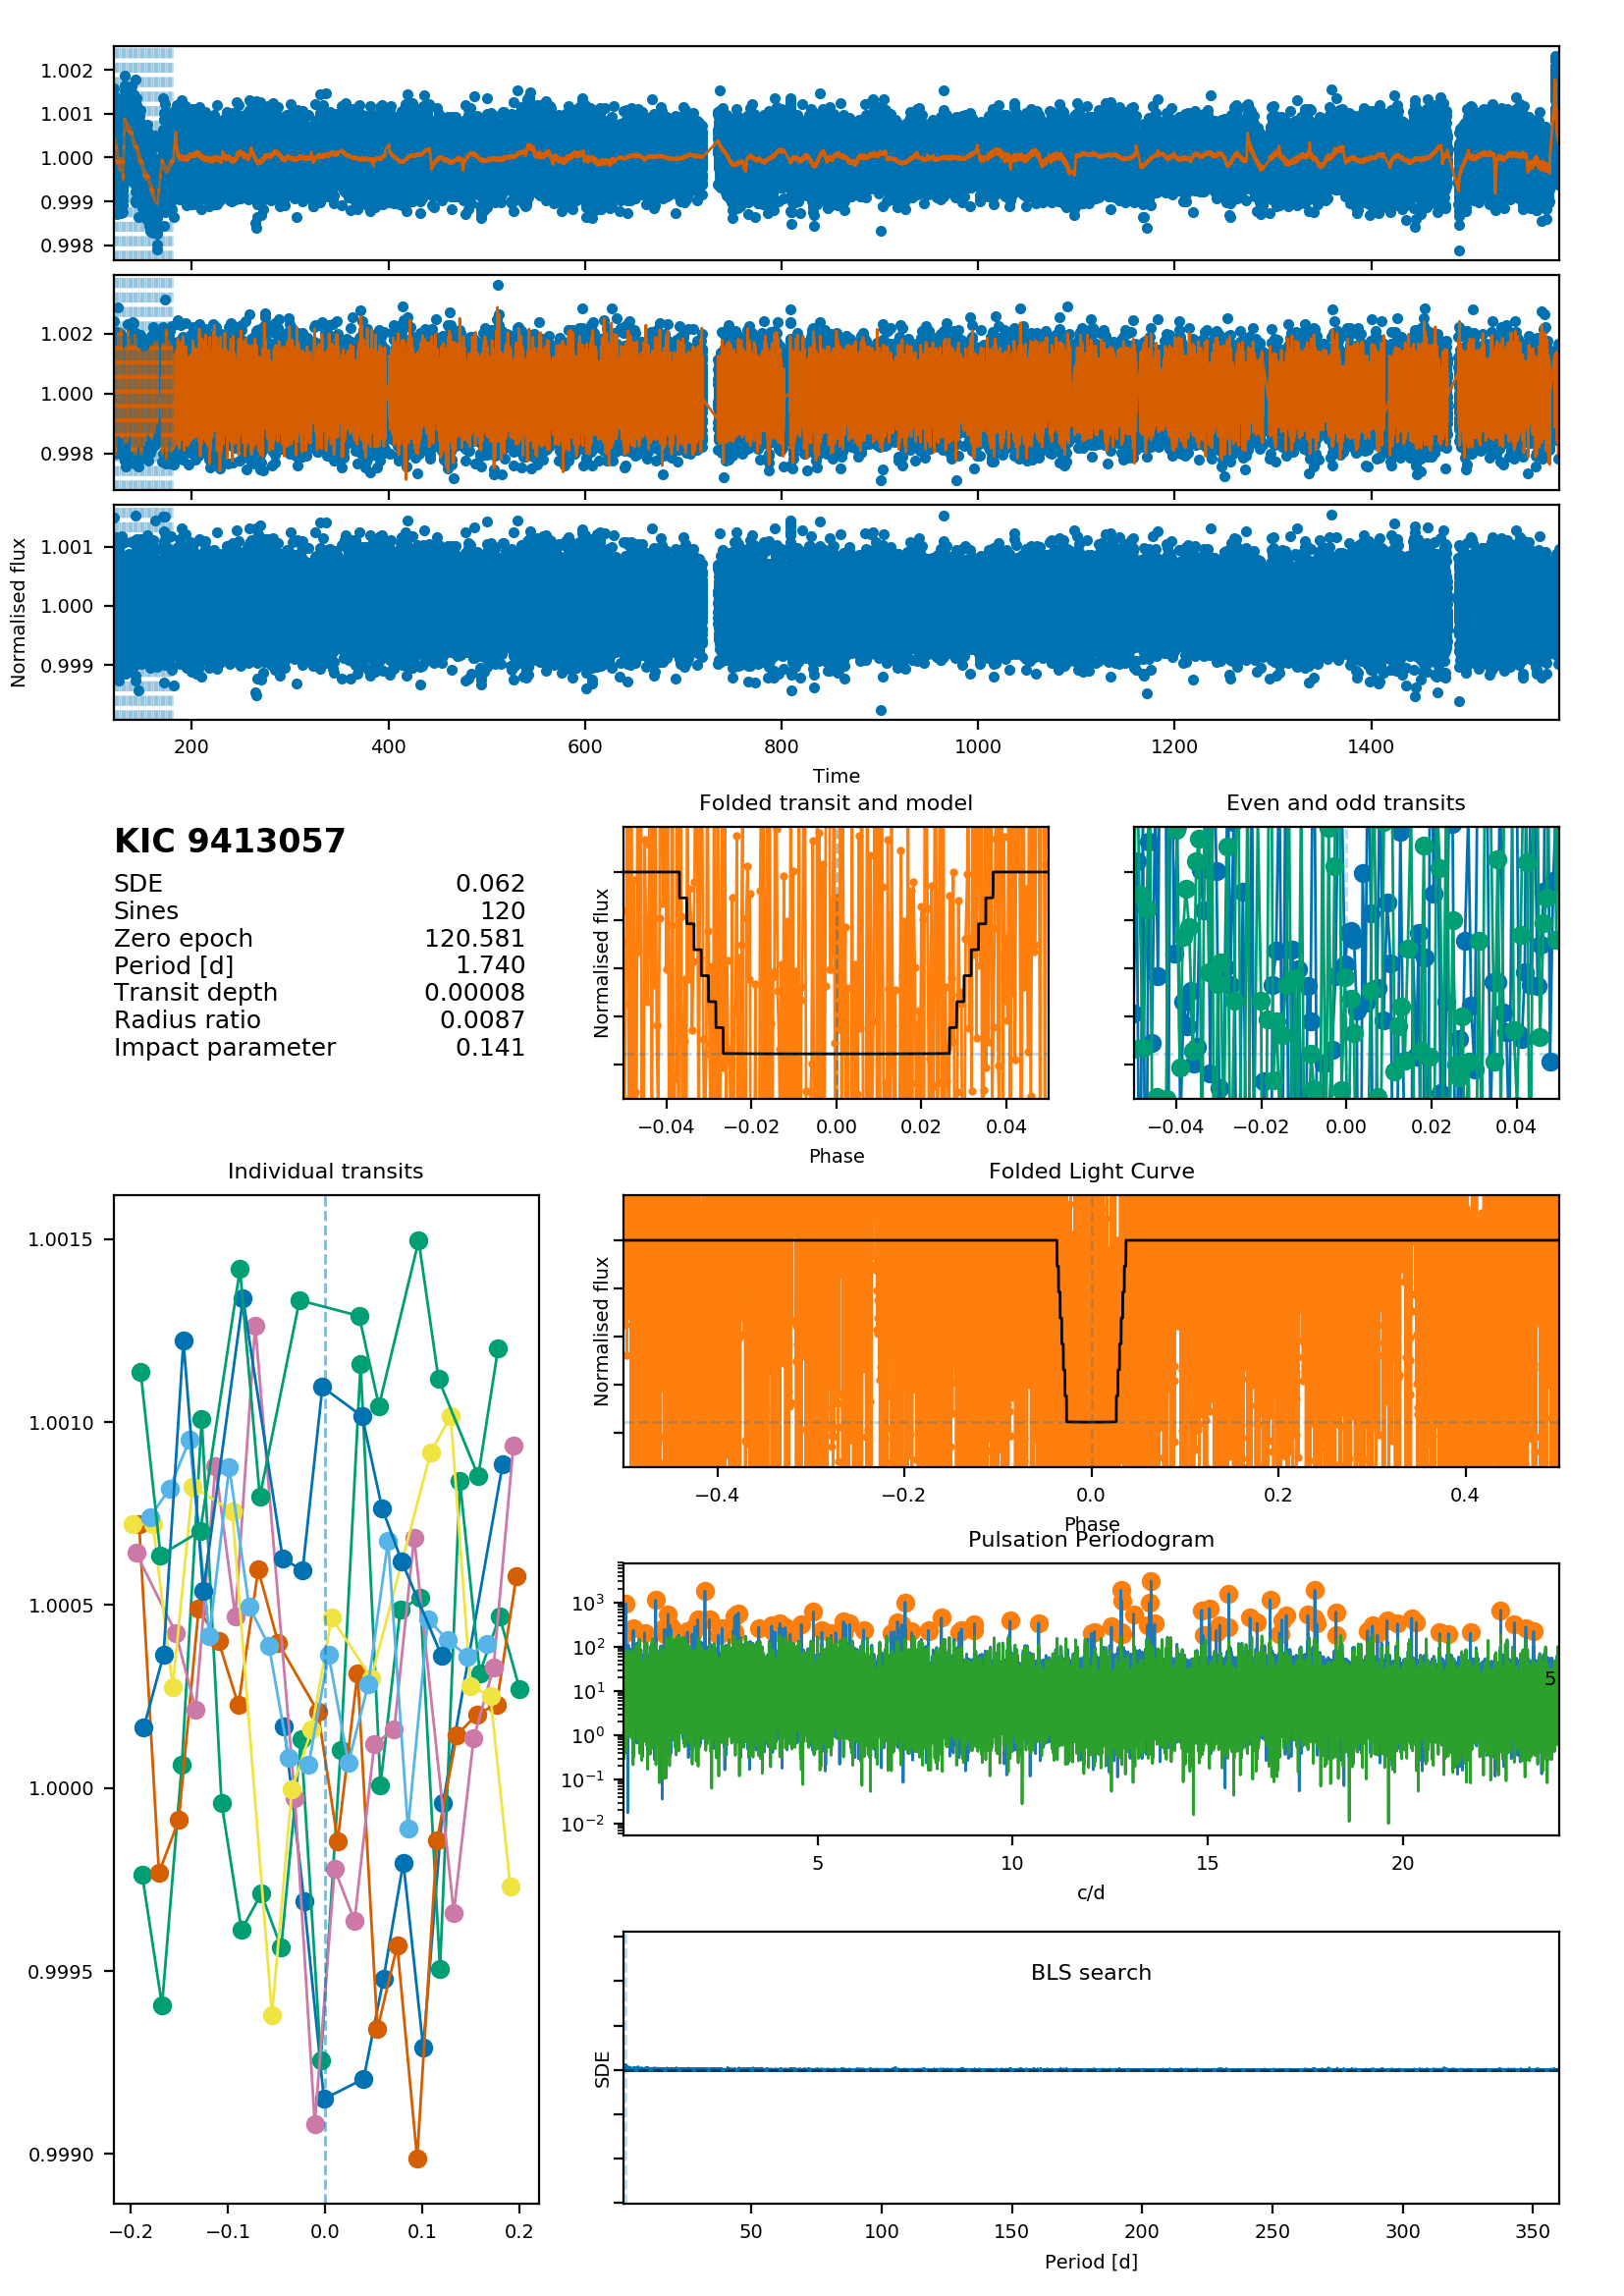 1.002
1.001
1.000
0.999
0.998
1.002
1.000
0.998
1.001
1.000
0.999
Normalised flux
200 400 600 800 1000 1200 1400
Time
KIC 9413057
SDE 0.062
Sines 120
Zero epoch 120.581
Period [d] 1.740
Transit depth 0.00008
Radius ratio 0.0087
Impact parameter 0.141
Folded transit and model
Normalised flux
−0.04 −0.02 0.00 0.02 0.04
Phase
Even and odd transits
−0.04 −0.02 0.00 0.02 0.04
Individual transits
1.0015
1.0010
1.0005
1.0000
0.9995
0.9990
−0.2 −0.1 0.0 0.1 0.2
Folded Light Curve
Normalised flux
−0.4 −0.2 0.0 0.2 0.4
Phase
Pulsation Periodogram
10³
10²
10¹
10⁰
10⁻¹
10⁻²
5
5 10 15 20
c/d
BLS search
SDE
50 100 150 200 250 300 350
Period [d]